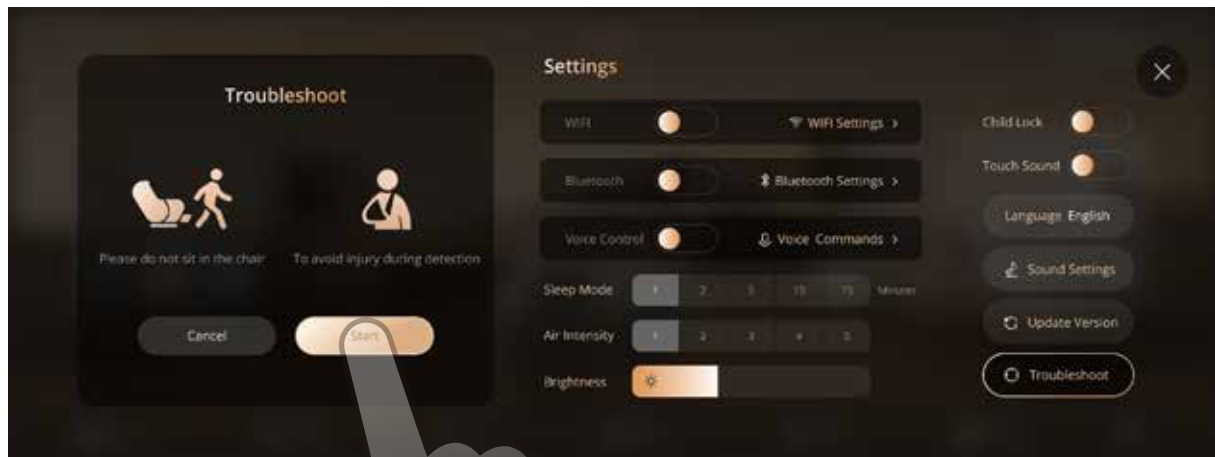 Troubleshoot
Please do not sit in the chair
To avoid injury during detection
Cancel
Start
Settings
WIFI
WIFI Settings >
Bluetooth
Bluetooth Settings >
Voice Control
Voice Commands >
Sleep Mode 1 2 5 10 15 Minutes
Air Intensity 1 2 3 4 5
Brightness
Child Lock
Touch Sound
Language English
Sound Settings
Update Version
Troubleshoot